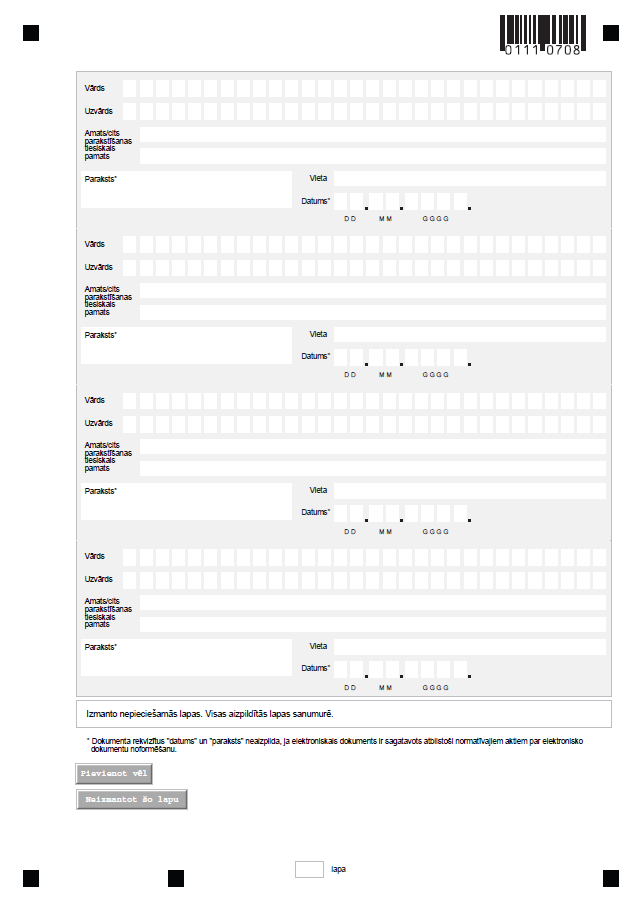 0111 0708
Vārds
Uzvārds
Amats/cits
parakstīšanas
tiesiskais
pamats
Paraksts* Vieta
Datums* . . .
DD MM GGGG
Vārds
Uzvārds
Amats/cits
parakstīšanas
tiesiskais
pamats
Paraksts* Vieta
Datums* . . .
DD MM GGGG
Vārds
Uzvārds
Amats/cits
parakstīšanas
tiesiskais
pamats
Paraksts* Vieta
Datums* . . .
DD MM GGGG
Vārds
Uzvārds
Amats/cits
parakstīšanas
tiesiskais
pamats
Paraksts* Vieta
Datums* . . .
DD MM GGGG
Izmanto nepieciešamās lapas. Visas aizpildītās lapas sanumurē.
* Dokumenta rekvizītus "datums" un "paraksts" neaizpilda, ja elektroniskais dokuments ir sagatavots atbilstoši normatīvajiem aktiem par elektronisko
dokumentu noformēšanu.
Pievienot vēl
Neizmantot šo lapu
lapa